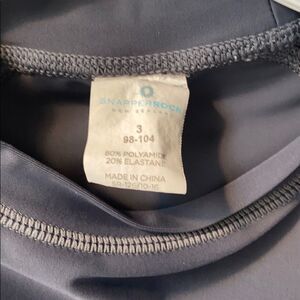 SNAPPER ROCK
NEW ZEALAND
3
98-104
80% POLYAMIDE
20% ELASTANE
MADE IN CHINA